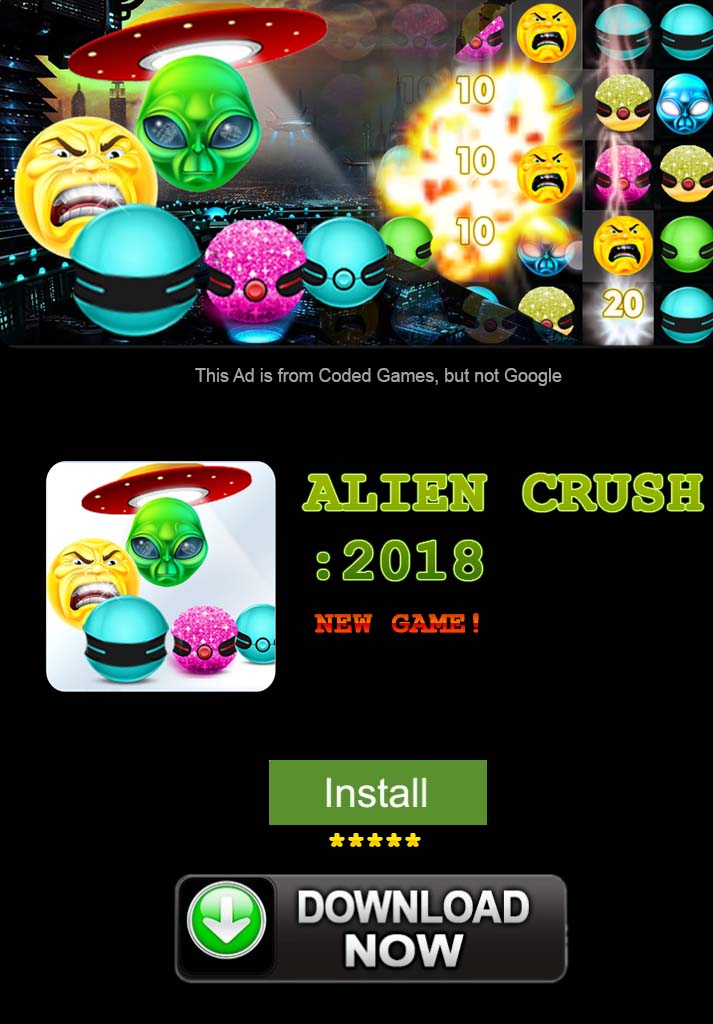 10
10
10
10
20
This Ad is from Coded Games, but not Google
ALIEN CRUSH
:2018
NEW GAME!
Install
*****
DOWNLOAD
NOW